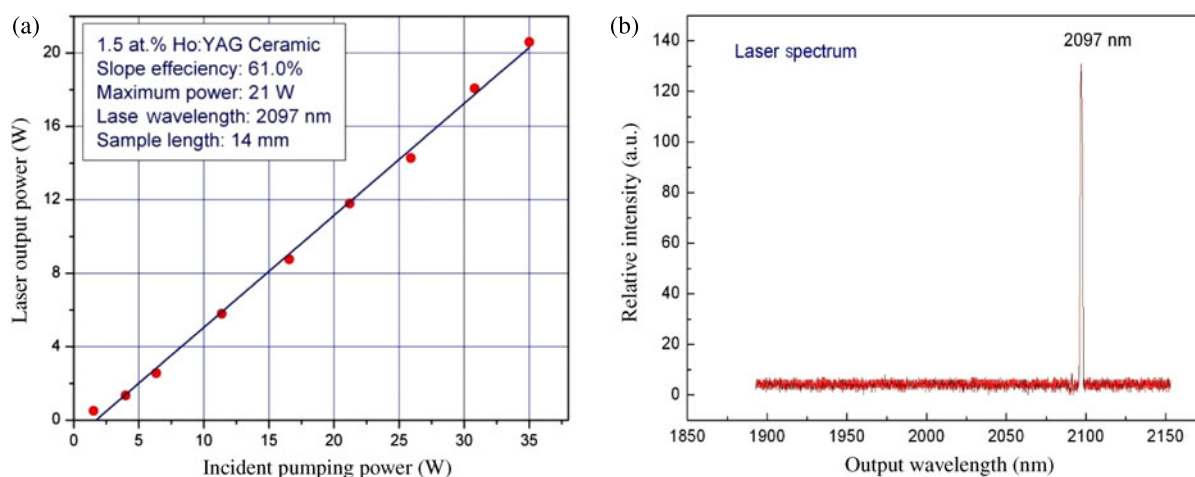 (a)
1.5 at.% Ho:YAG Ceramic
Slope effeciency: 61.0%
Maximum power: 21 W
Lase wavelength: 2097 nm
Sample length: 14 mm
20
16
12
8
4
0
Laser output power (W)
0 5 10 15 20 25 30 35
Incident pumping power (W)
(b)
Laser spectrum
2097 nm
140
120
100
80
60
40
20
0
Relative intensity (a.u.)
1850 1900 1950 2000 2050 2100 2150
Output wavelength (nm)